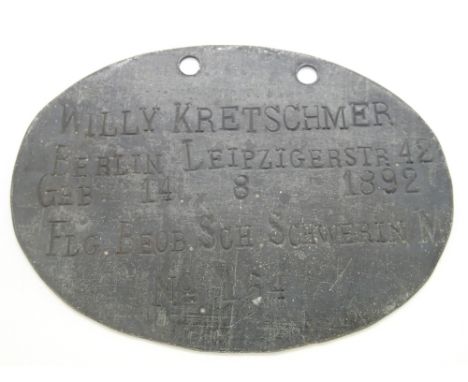 WILLY KRETSCHMER
BERLIN LEIPZIGERSTR 42
GEB 14 8 1892
FLG. BEOB. SCH. SCHWERIN M